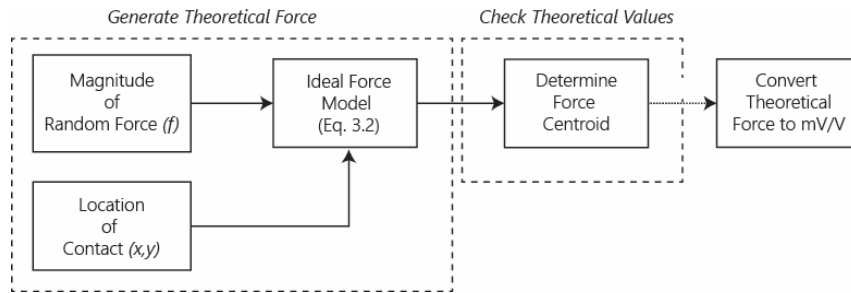 Generate Theoretical Force
Check Theoretical Values
Magnitude
of
Random Force (f)
Ideal Force
Model
(Eq. 3.2)
Determine
Force
Centroid
Convert
Theoretical
Force to mV/V
Location
of
Contact (x,y)